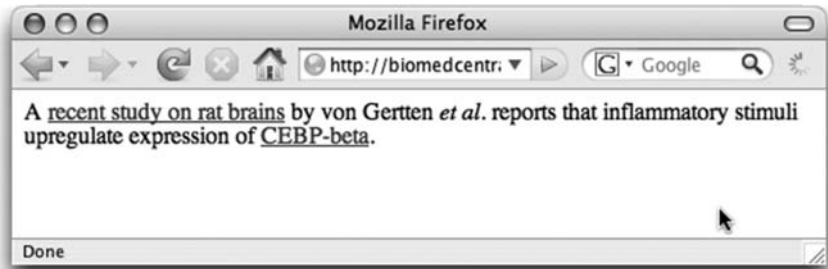 Mozilla Firefox
http://biomedcentr
G Google
A recent study on rat brains by von Gertten et al. reports that inflammatory stimuli
upregulate expression of CEBP-beta.
Done